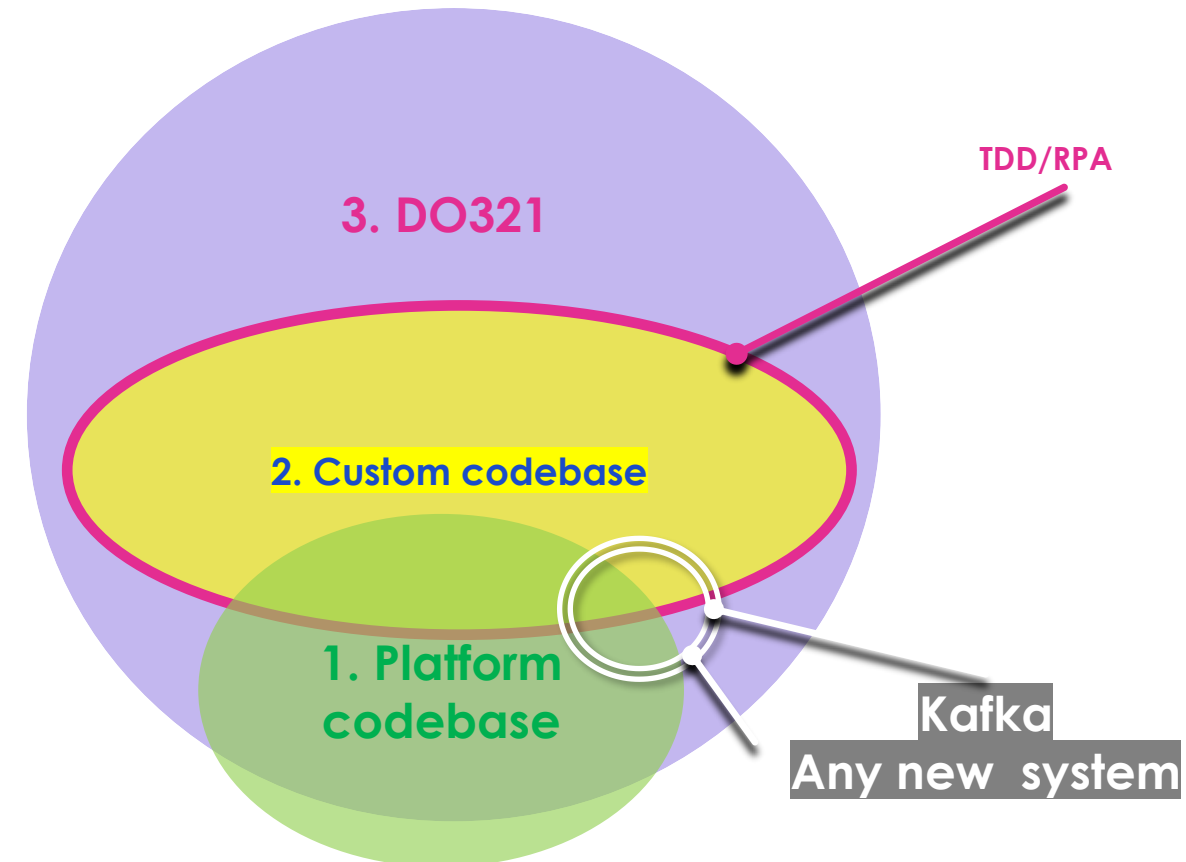 TDD/RPA
3. DO321
2. Custom codebase
1. Platform
codebase
Kafka
Any new system